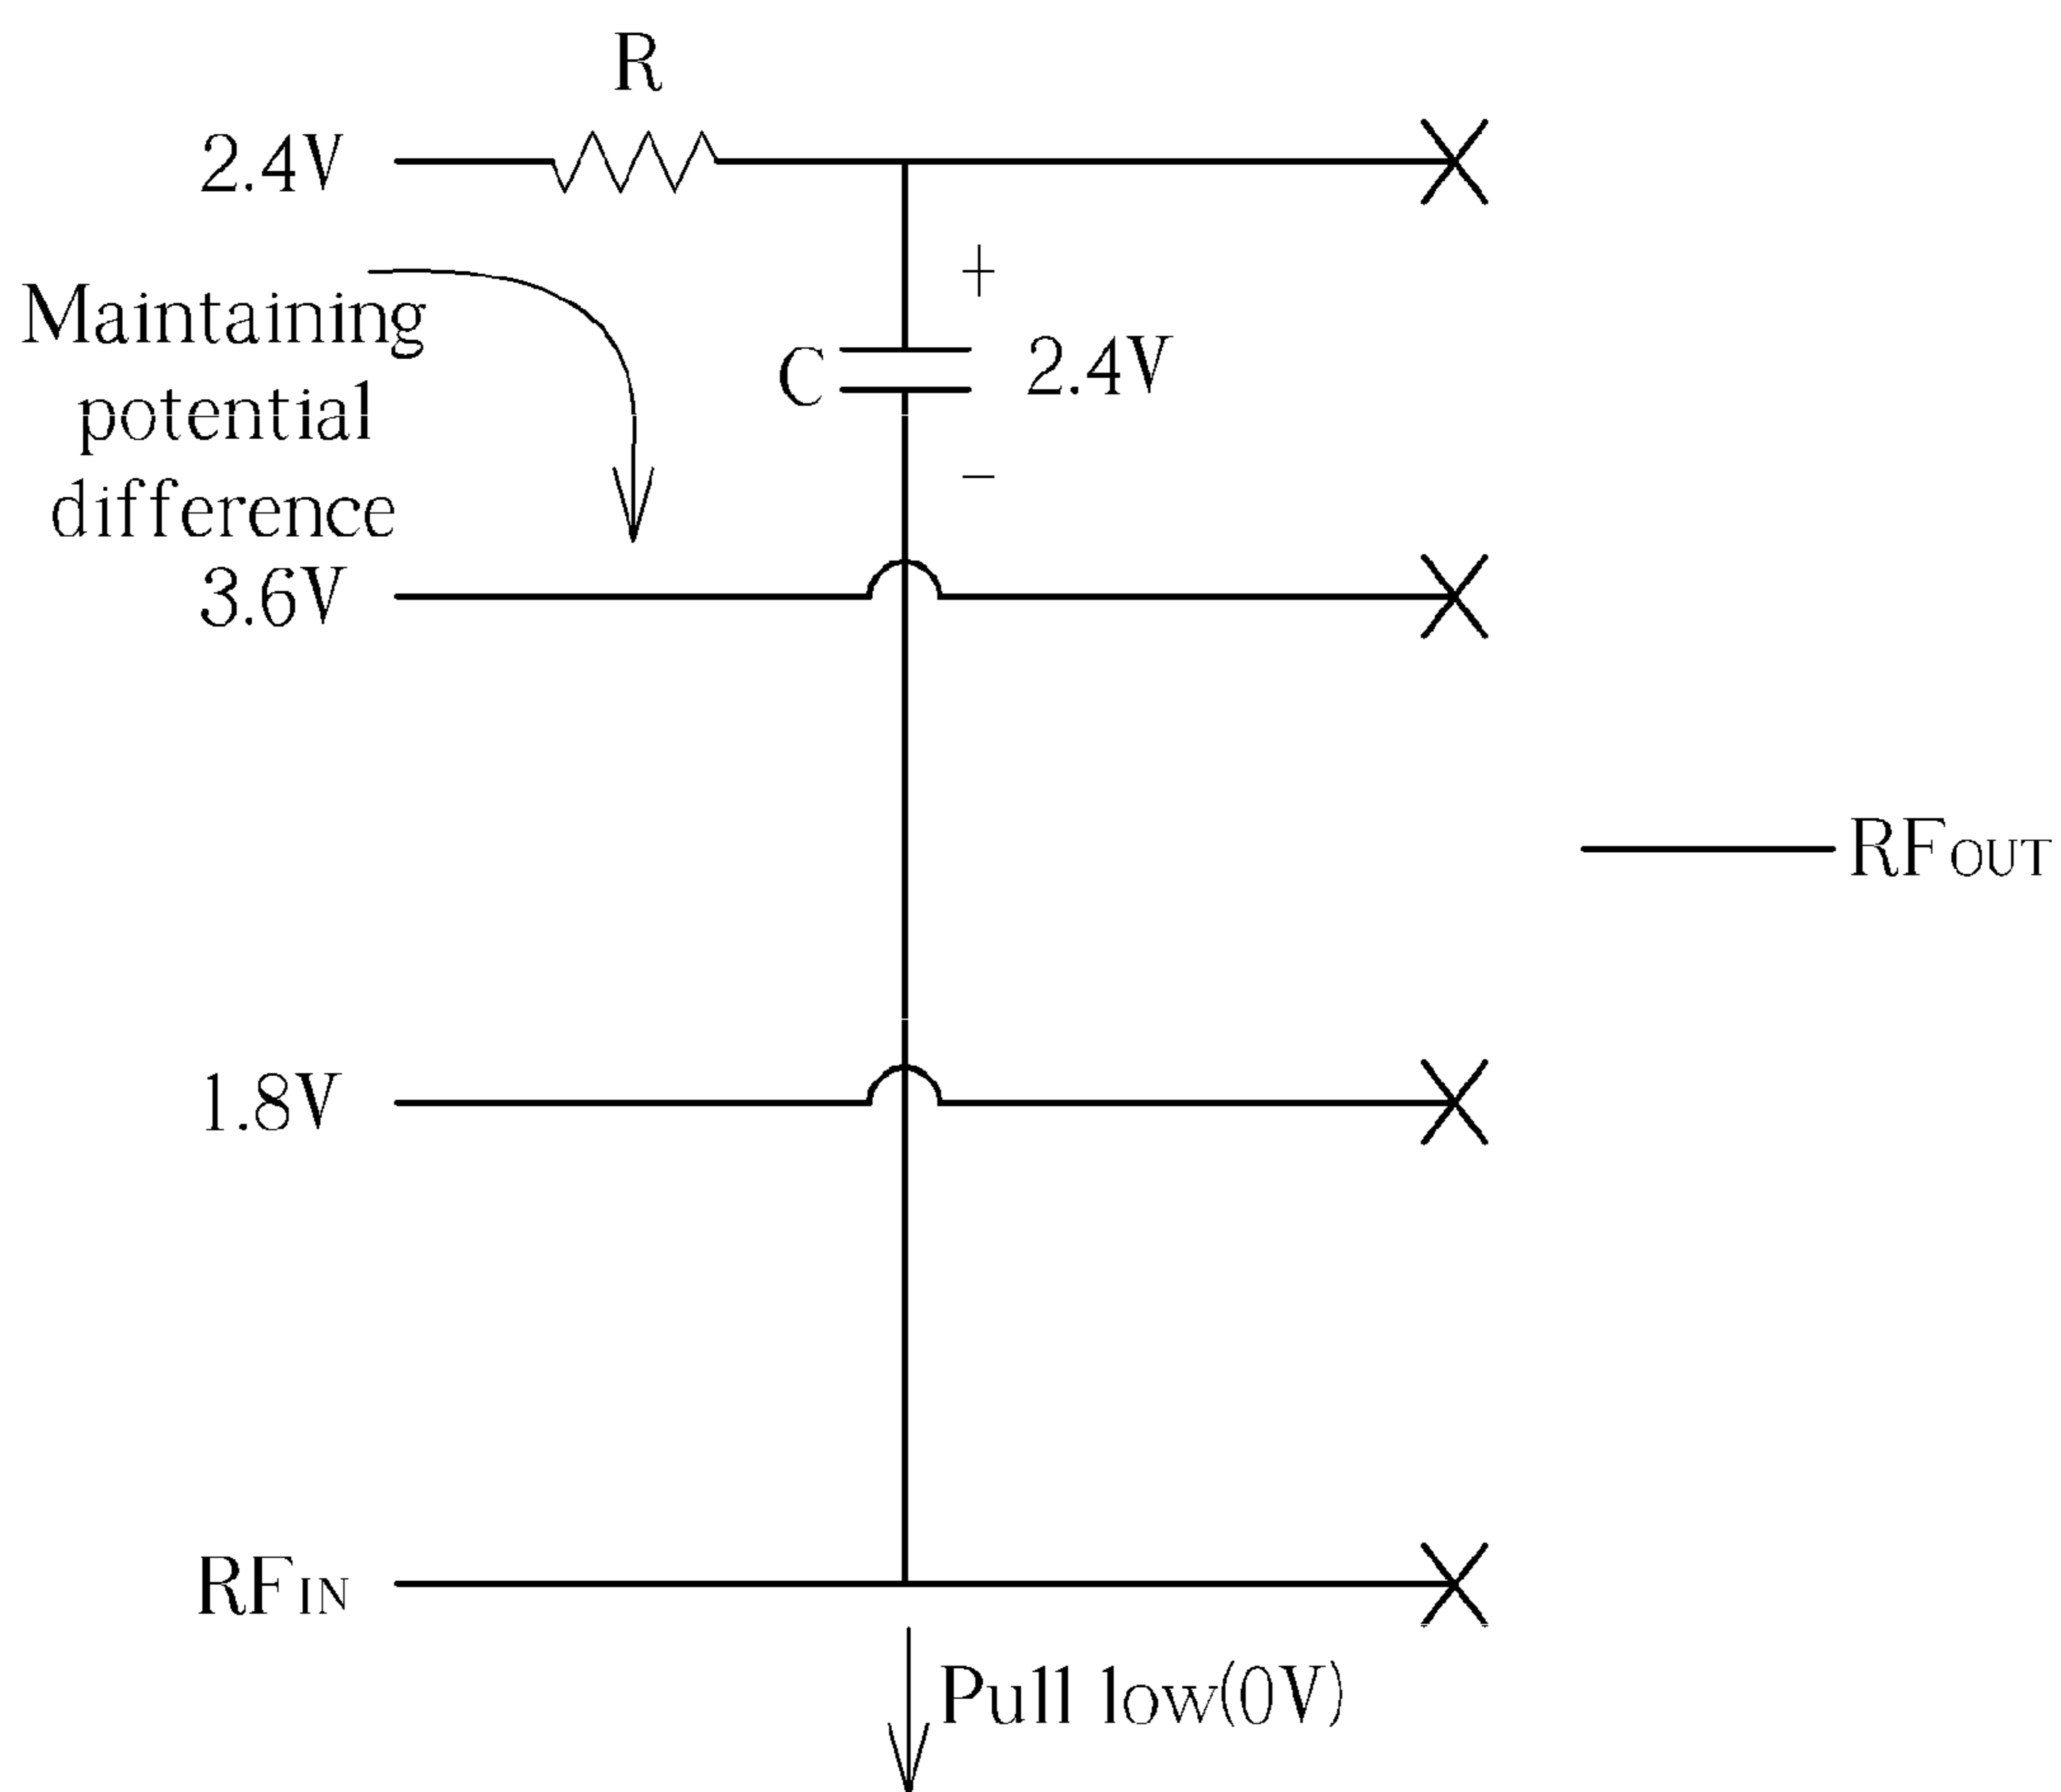 R
2.4V
Maintaining
potential
difference
+
C
2.4V
−
3.6V
RFOUT
1.8V
RFIN
Pull low(0V)